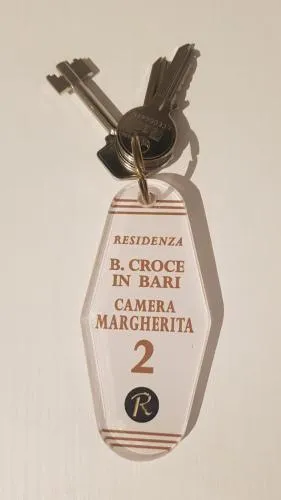 RESIDENZA
B. CROCE
IN BARI
CAMERA
MARGHERITA
2
R